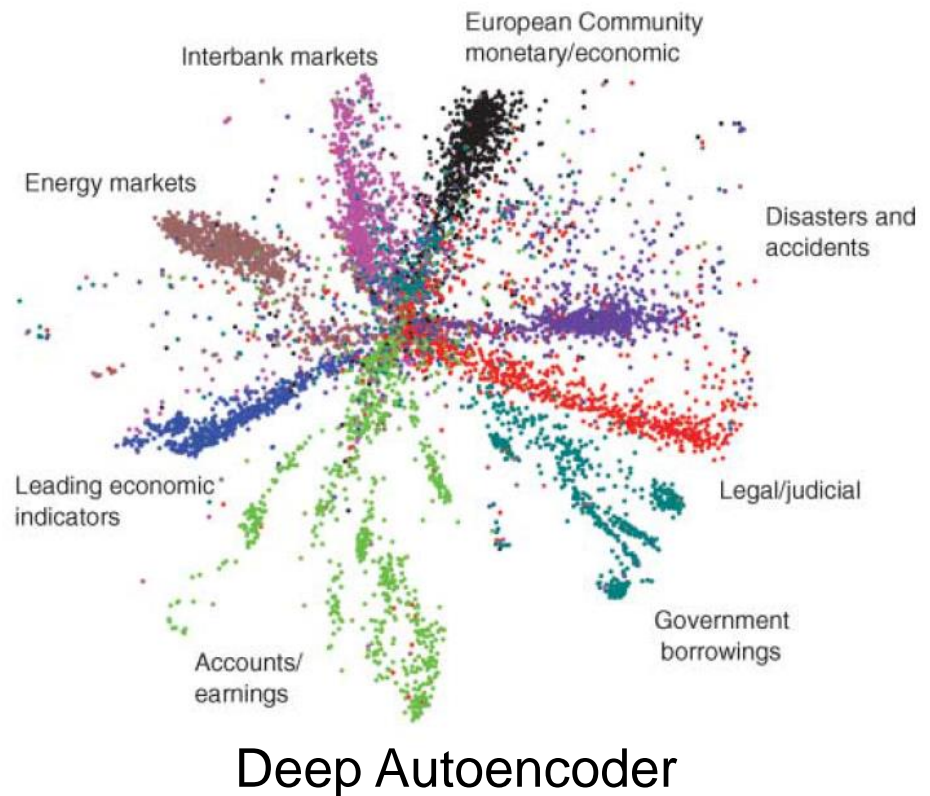 European Community
monetary/economic
Interbank markets
Energy markets
Disasters and
accidents
Leading economic
indicators
Legal/judicial
Government
borrowings
Accounts/
earnings
Deep Autoencoder